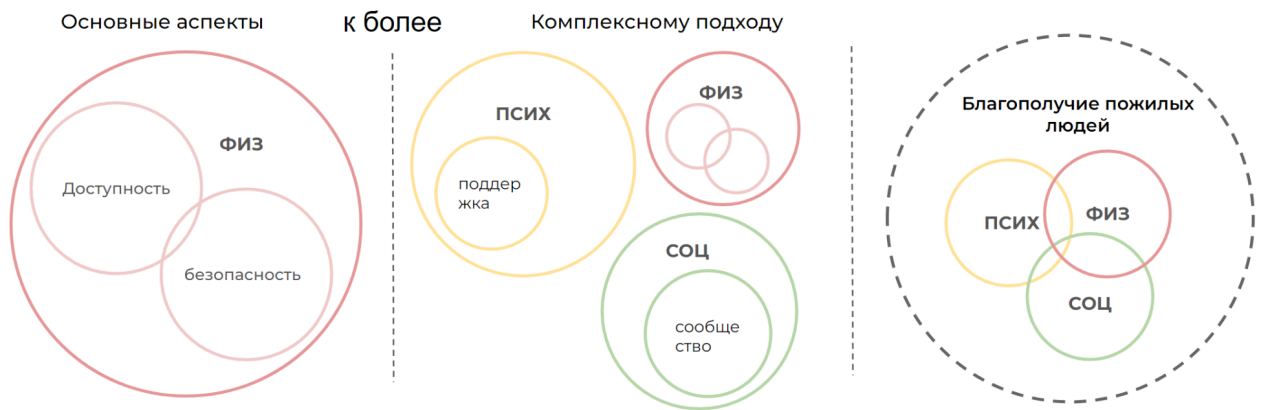 Основные аспекты
ФИЗ
Доступность
безопасность
к более
Комплексному подходу
ПСИХ
поддер
жка
ФИЗ
СОЦ
сообще
ство
Благополучие пожилых
людей
ПСИХ
ФИЗ
СОЦ